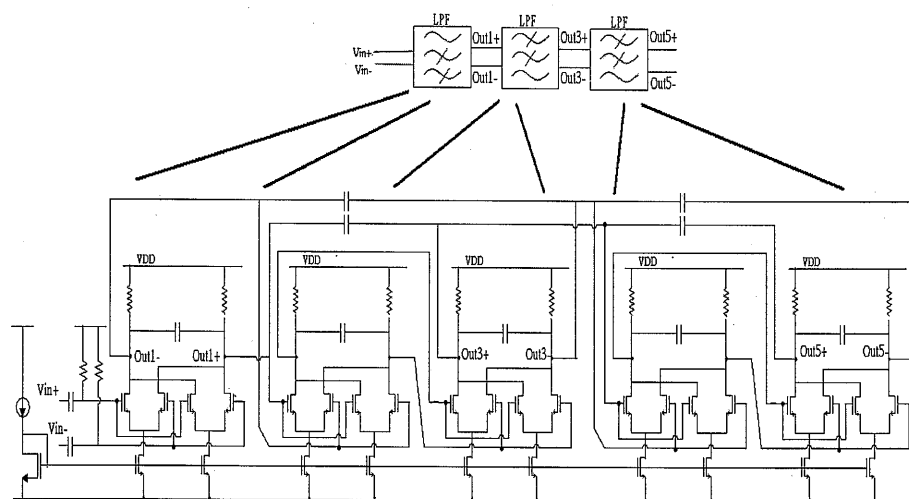 LPF LPF LPF
Out1+ Out3+ Out5+
Vin+
Vin-
Out1- Out3- Out5-
VDD VDD VDD VDD VDD
Out1- Out1+ Out3+ Out3- Out5+ Out5-
Vin+
Vin-